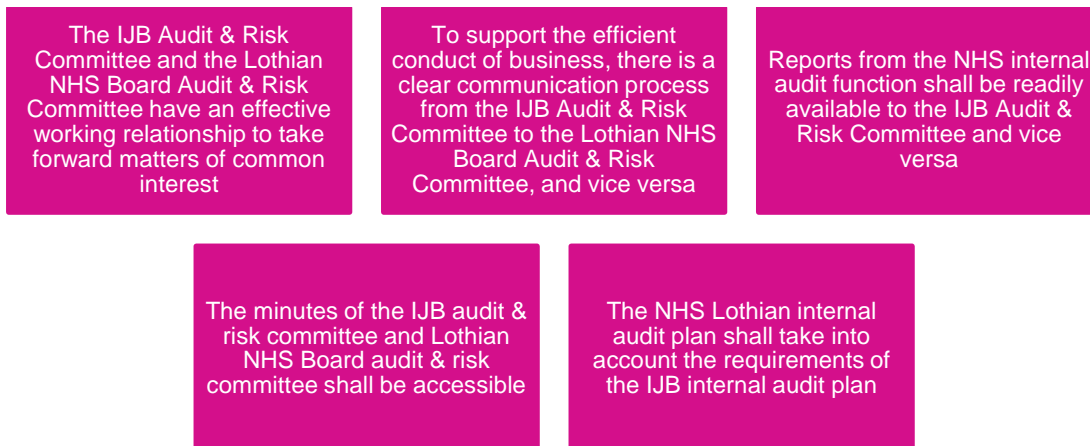 The IJB Audit & Risk
Committee and the Lothian
NHS Board Audit & Risk
Committee have an effective
working relationship to take
forward matters of common
interest
To support the efficient
conduct of business, there is a
clear communication process
from the IJB Audit & Risk
Committee to the Lothian NHS
Board Audit & Risk
Committee, and vice versa
Reports from the NHS internal
audit function shall be readily
available to the IJB Audit &
Risk Committee and vice
versa
The minutes of the IJB audit &
risk committee and Lothian
NHS Board audit & risk
committee shall be accessible
The NHS Lothian internal
audit plan shall take into
account the requirements of
the IJB internal audit plan